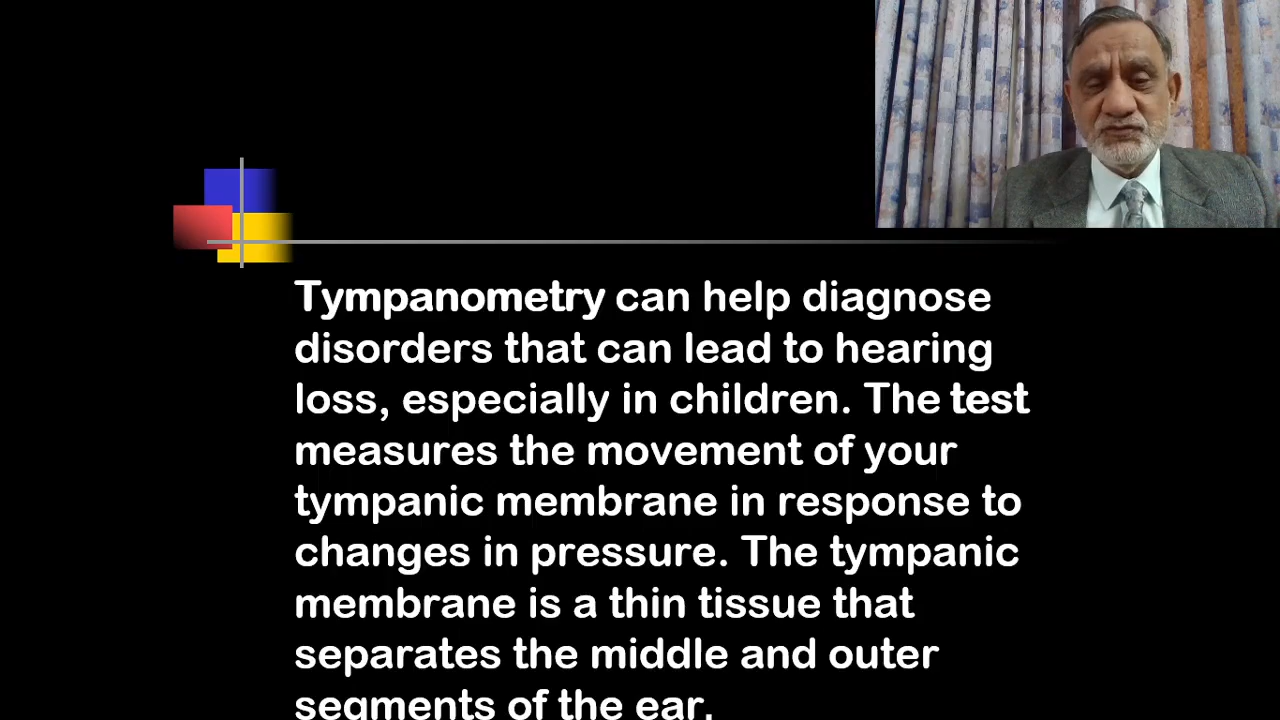 Tympanometry can help diagnose
disorders that can lead to hearing
loss, especially in children. The test
measures the movement of your
tympanic membrane in response to
changes in pressure. The tympanic
membrane is a thin tissue that
separates the middle and outer
segments of the ear.